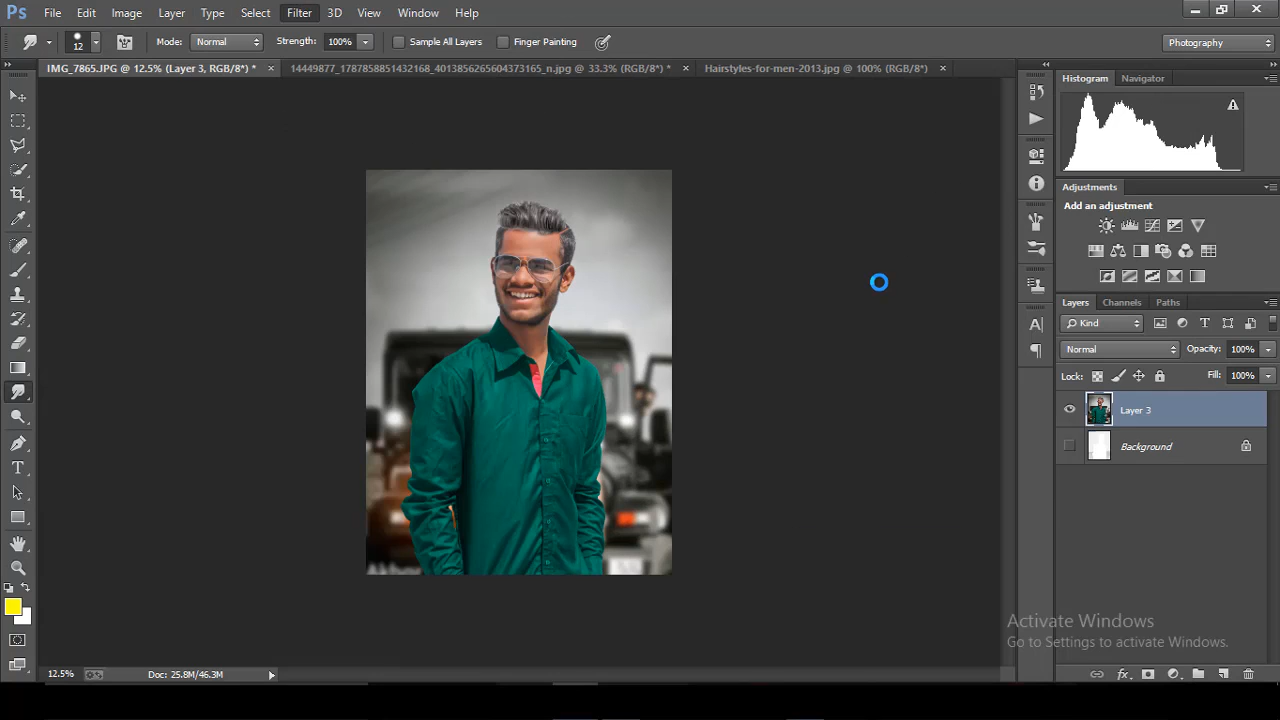 Ps File Edit Image Layer Type Select Filter 3D View Window Help
12 Mode: Normal Strength: 100% Sample All Layers Finger Painting Photography
IMG_7865.JPG @ 12.5% (Layer 3, RGB/8*) * × 14449877_1787858851432168_4013856265604373165_n.jpg @ 33.3% (RGB/8*) * × Hairstyles-for-men-2013.jpg @ 100% (RGB/8*) ×
Histogram Navigator
Adjustments
Add an adjustment
Layers Channels Paths
Kind
Normal Opacity: 100%
Lock: Fill: 100%
Layer 3
Background
Activate Windows
Go to Settings to activate Windows.
12.5% Doc: 25.8M/46.3M